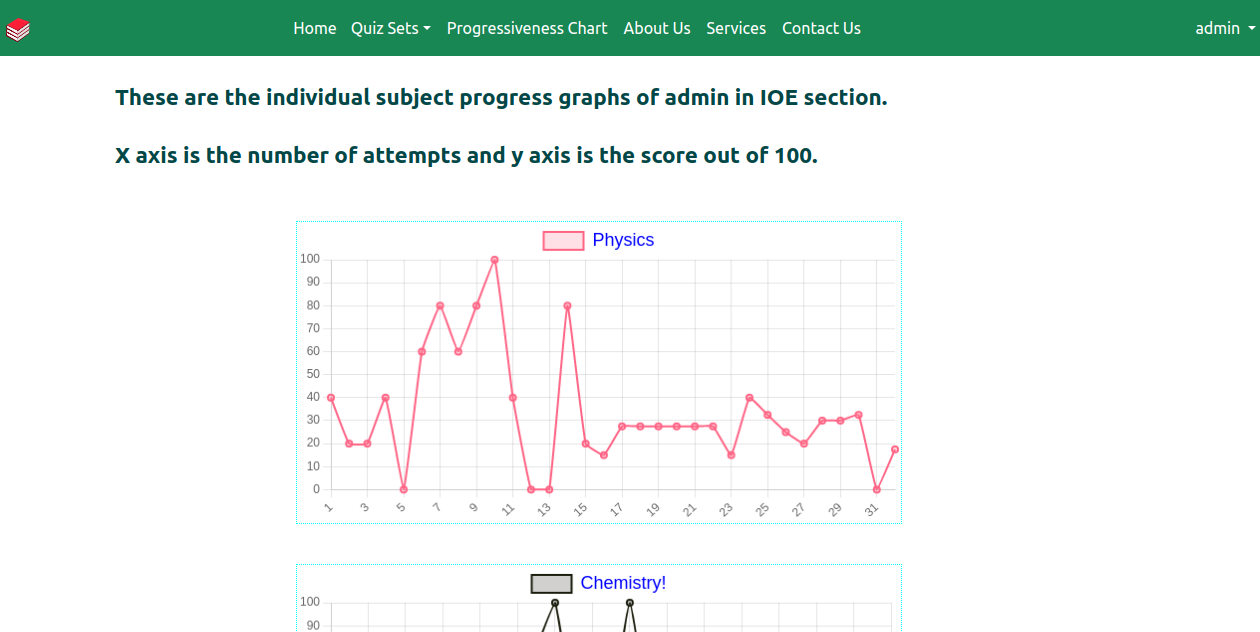 Home Quiz Sets Progressiveness Chart About Us Services Contact Us admin
These are the individual subject progress graphs of admin in IOE section.
X axis is the number of attempts and y axis is the score out of 100.
Physics
100
90
80
70
60
50
40
30
20
10
0
1 3 5 7 9 11 13 15 17 19 21 23 25 27 29 31
Chemistry!
100
90